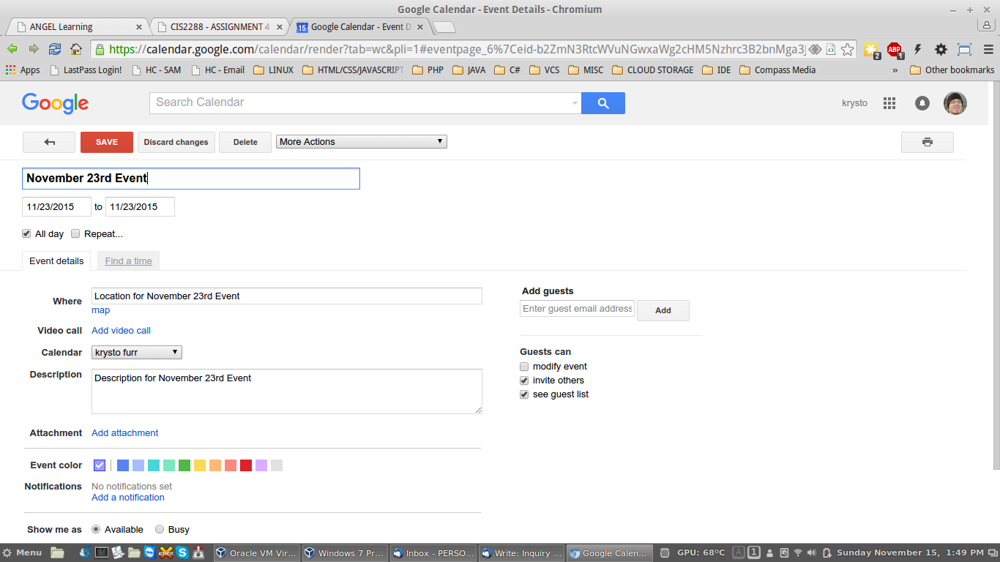 Google Calendar - Event Details - Chromium
ANGEL Learning
CIS2288 - ASSIGNMENT 4
15 Google Calendar - Event D
https://calendar.google.com/calendar/render?tab=wc&pli=1#eventpage_6%7Ceid-b2ZmN3RtcWVuNGwxaWg2cHM5Nzhrc3B2bnMga3J
2 ABP 1
Apps LastPass Login! HC - SAM HC - Email LINUX HTML/CSS/JAVASCRIPT PHP JAVA C# VCS MISC CLOUD STORAGE IDE Compass Media » Other bookmarks
Google Search Calendar krysto
SAVE Discard changes Delete More Actions
November 23rd Event
11/23/2015 to 11/23/2015
All day Repeat...
Event details Find a time
Where Location for November 23rd Event
map
Video call Add video call
Calendar krysto furr
Description Description for November 23rd Event
Attachment Add attachment
Event color
Notifications No notifications set
Add a notification
Show me as Available Busy
Add guests
Enter guest email address Add
Guests can
modify event
invite others
see guest list
Menu Oracle VM Vir... Windows 7 Pr... Inbox - PERSO... Write: Inquiry ... Google Calen... GPU: 68ºC A 1 Sunday November 15, 1:49 PM